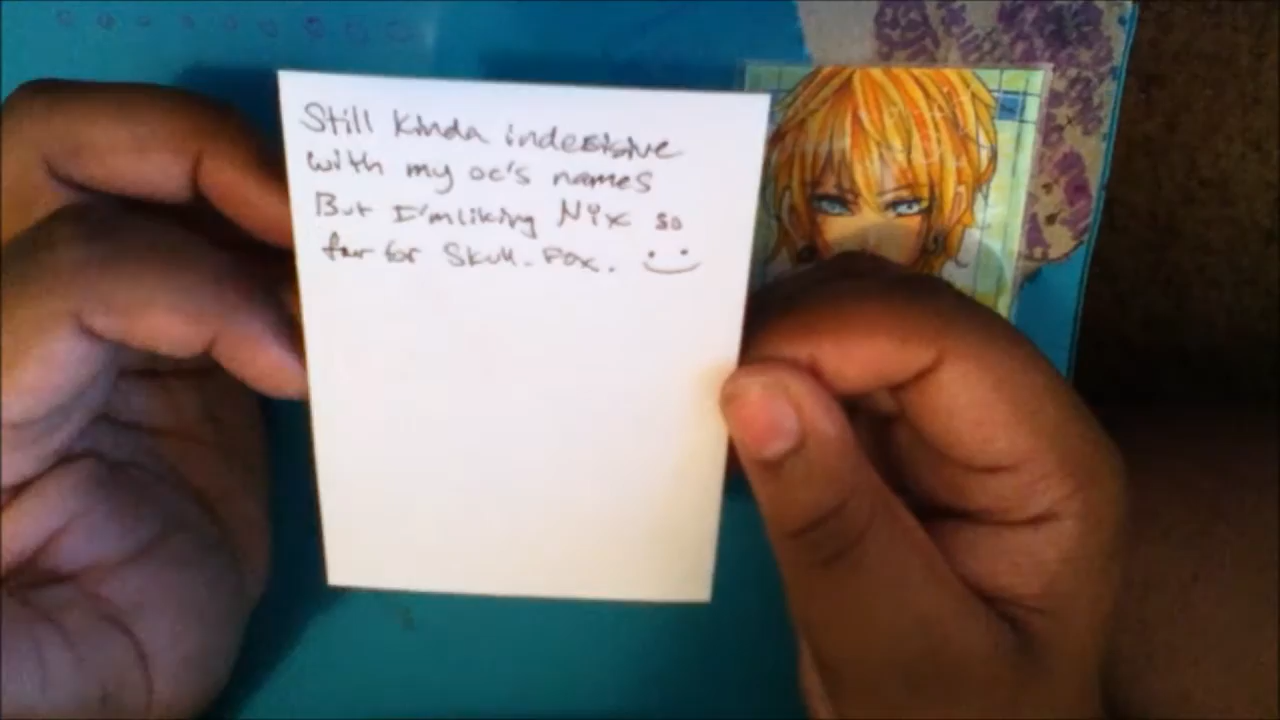 Still kinda indecisive
with my oc's names
But I'm liking Nix so
far for Skull-Fox. :)